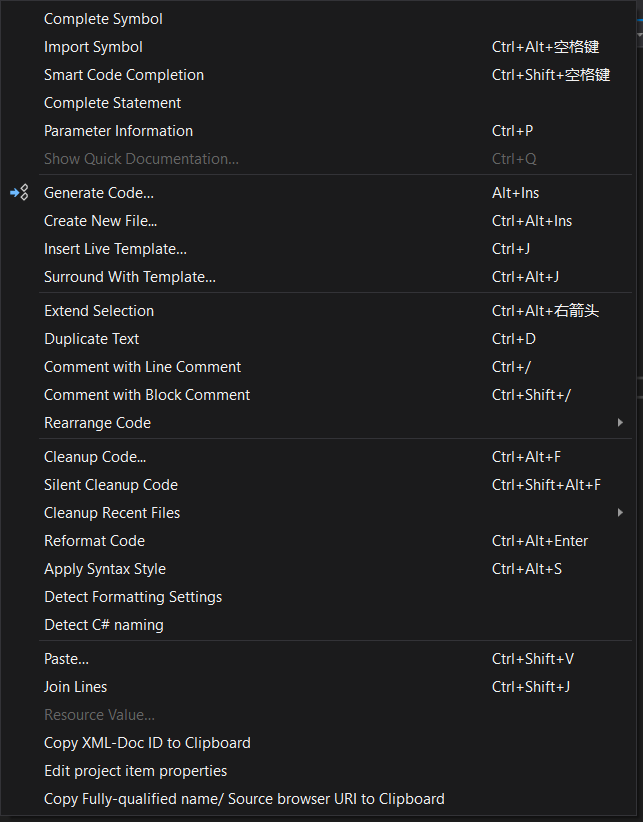 Complete Symbol
Import Symbol Ctrl+Alt+空格键
Smart Code Completion Ctrl+Shift+空格键
Complete Statement
Parameter Information Ctrl+P
Show Quick Documentation... Ctrl+Q
Generate Code... Alt+Ins
Create New File... Ctrl+Alt+Ins
Insert Live Template... Ctrl+J
Surround With Template... Ctrl+Alt+J
Extend Selection Ctrl+Alt+右箭头
Duplicate Text Ctrl+D
Comment with Line Comment Ctrl+/
Comment with Block Comment Ctrl+Shift+/
Rearrange Code
Cleanup Code... Ctrl+Alt+F
Silent Cleanup Code Ctrl+Shift+Alt+F
Cleanup Recent Files
Reformat Code Ctrl+Alt+Enter
Apply Syntax Style Ctrl+Alt+S
Detect Formatting Settings
Detect C# naming
Paste... Ctrl+Shift+V
Join Lines Ctrl+Shift+J
Resource Value...
Copy XML-Doc ID to Clipboard
Edit project item properties
Copy Fully-qualified name/ Source browser URI to Clipboard